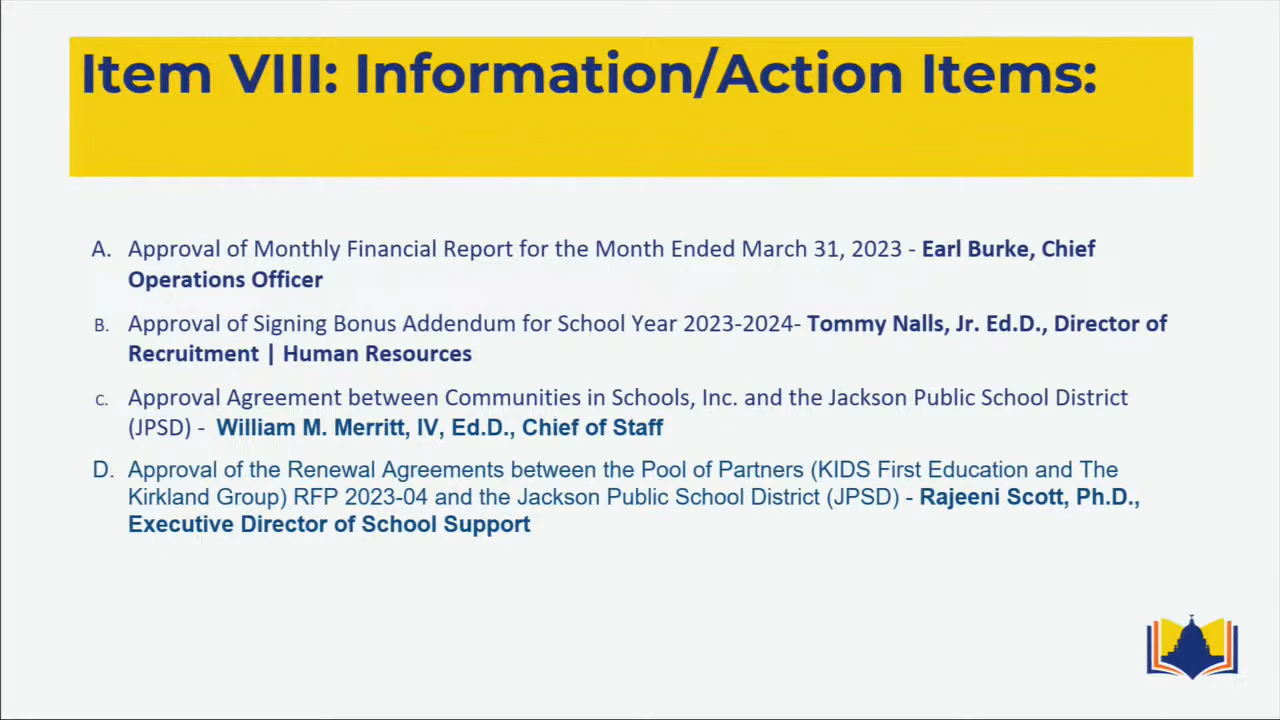 Item VIII: Information/Action Items:
A. Approval of Monthly Financial Report for the Month Ended March 31, 2023 - Earl Burke, Chief
Operations Officer
B. Approval of Signing Bonus Addendum for School Year 2023-2024- Tommy Nalls, Jr. Ed.D., Director of
Recruitment | Human Resources
C. Approval Agreement between Communities in Schools, Inc. and the Jackson Public School District
(JPSD) - William M. Merritt, IV, Ed.D., Chief of Staff
D. Approval of the Renewal Agreements between the Pool of Partners (KIDS First Education and The
Kirkland Group) RFP 2023-04 and the Jackson Public School District (JPSD) - Rajeeni Scott, Ph.D.,
Executive Director of School Support